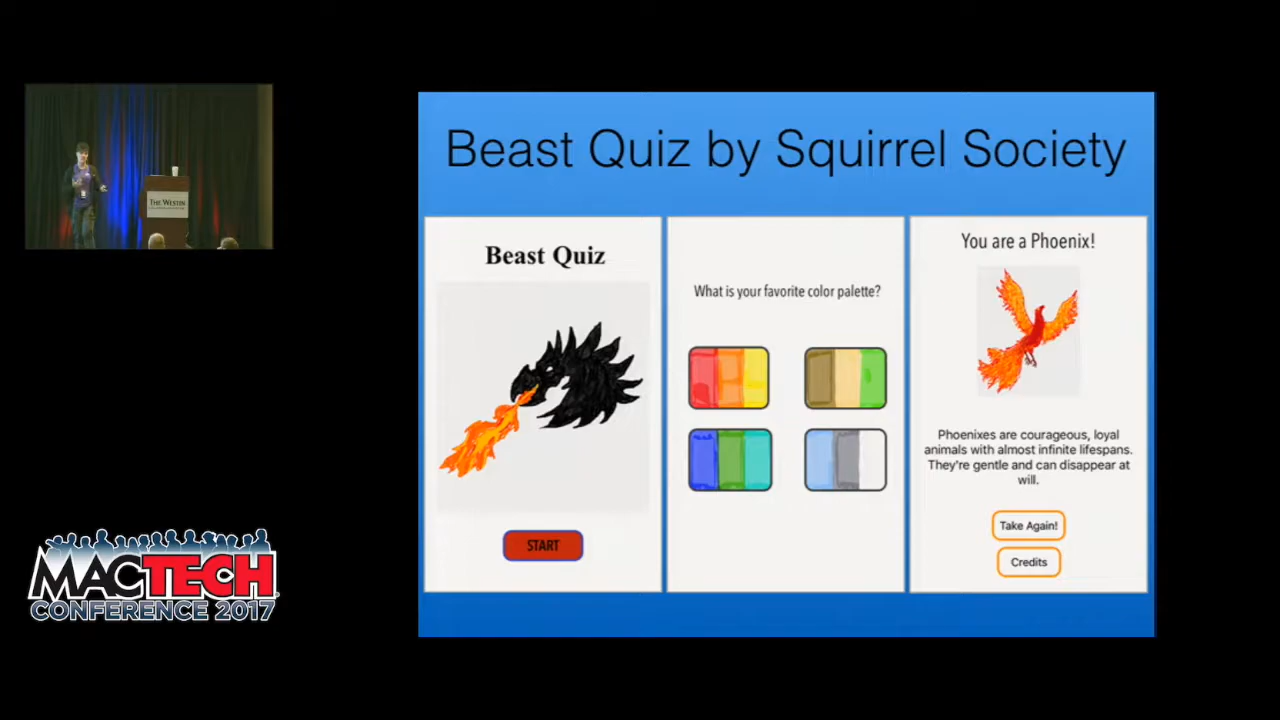 Beast Quiz by Squirrel Society
THE WESTIN
Beast Quiz
START
What is your favorite color palette?
You are a Phoenix!
Phoenixes are courageous, loyal
animals with almost infinite lifespans.
They're gentle and can disappear at
will.
Take Again!
Credits
MACTECH
CONFERENCE 2017